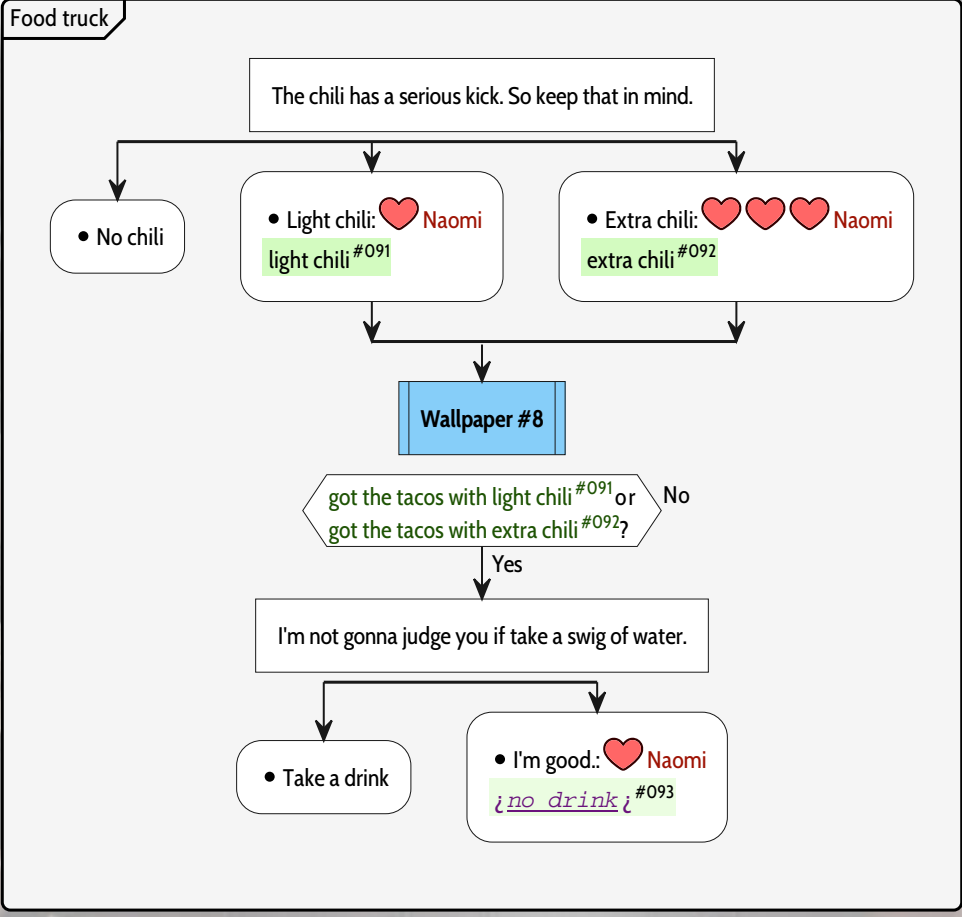 Food truck
The chili has a serious kick. So keep that in mind.
• No chili
• Light chili: Naomi
light chili #091
• Extra chili: Naomi
extra chili #092
Wallpaper #8
got the tacos with light chili #091 or
got the tacos with extra chili #092?
No
Yes
I'm not gonna judge you if take a swig of water.
• Take a drink
• I'm good.: Naomi
¿no drink¿ #093